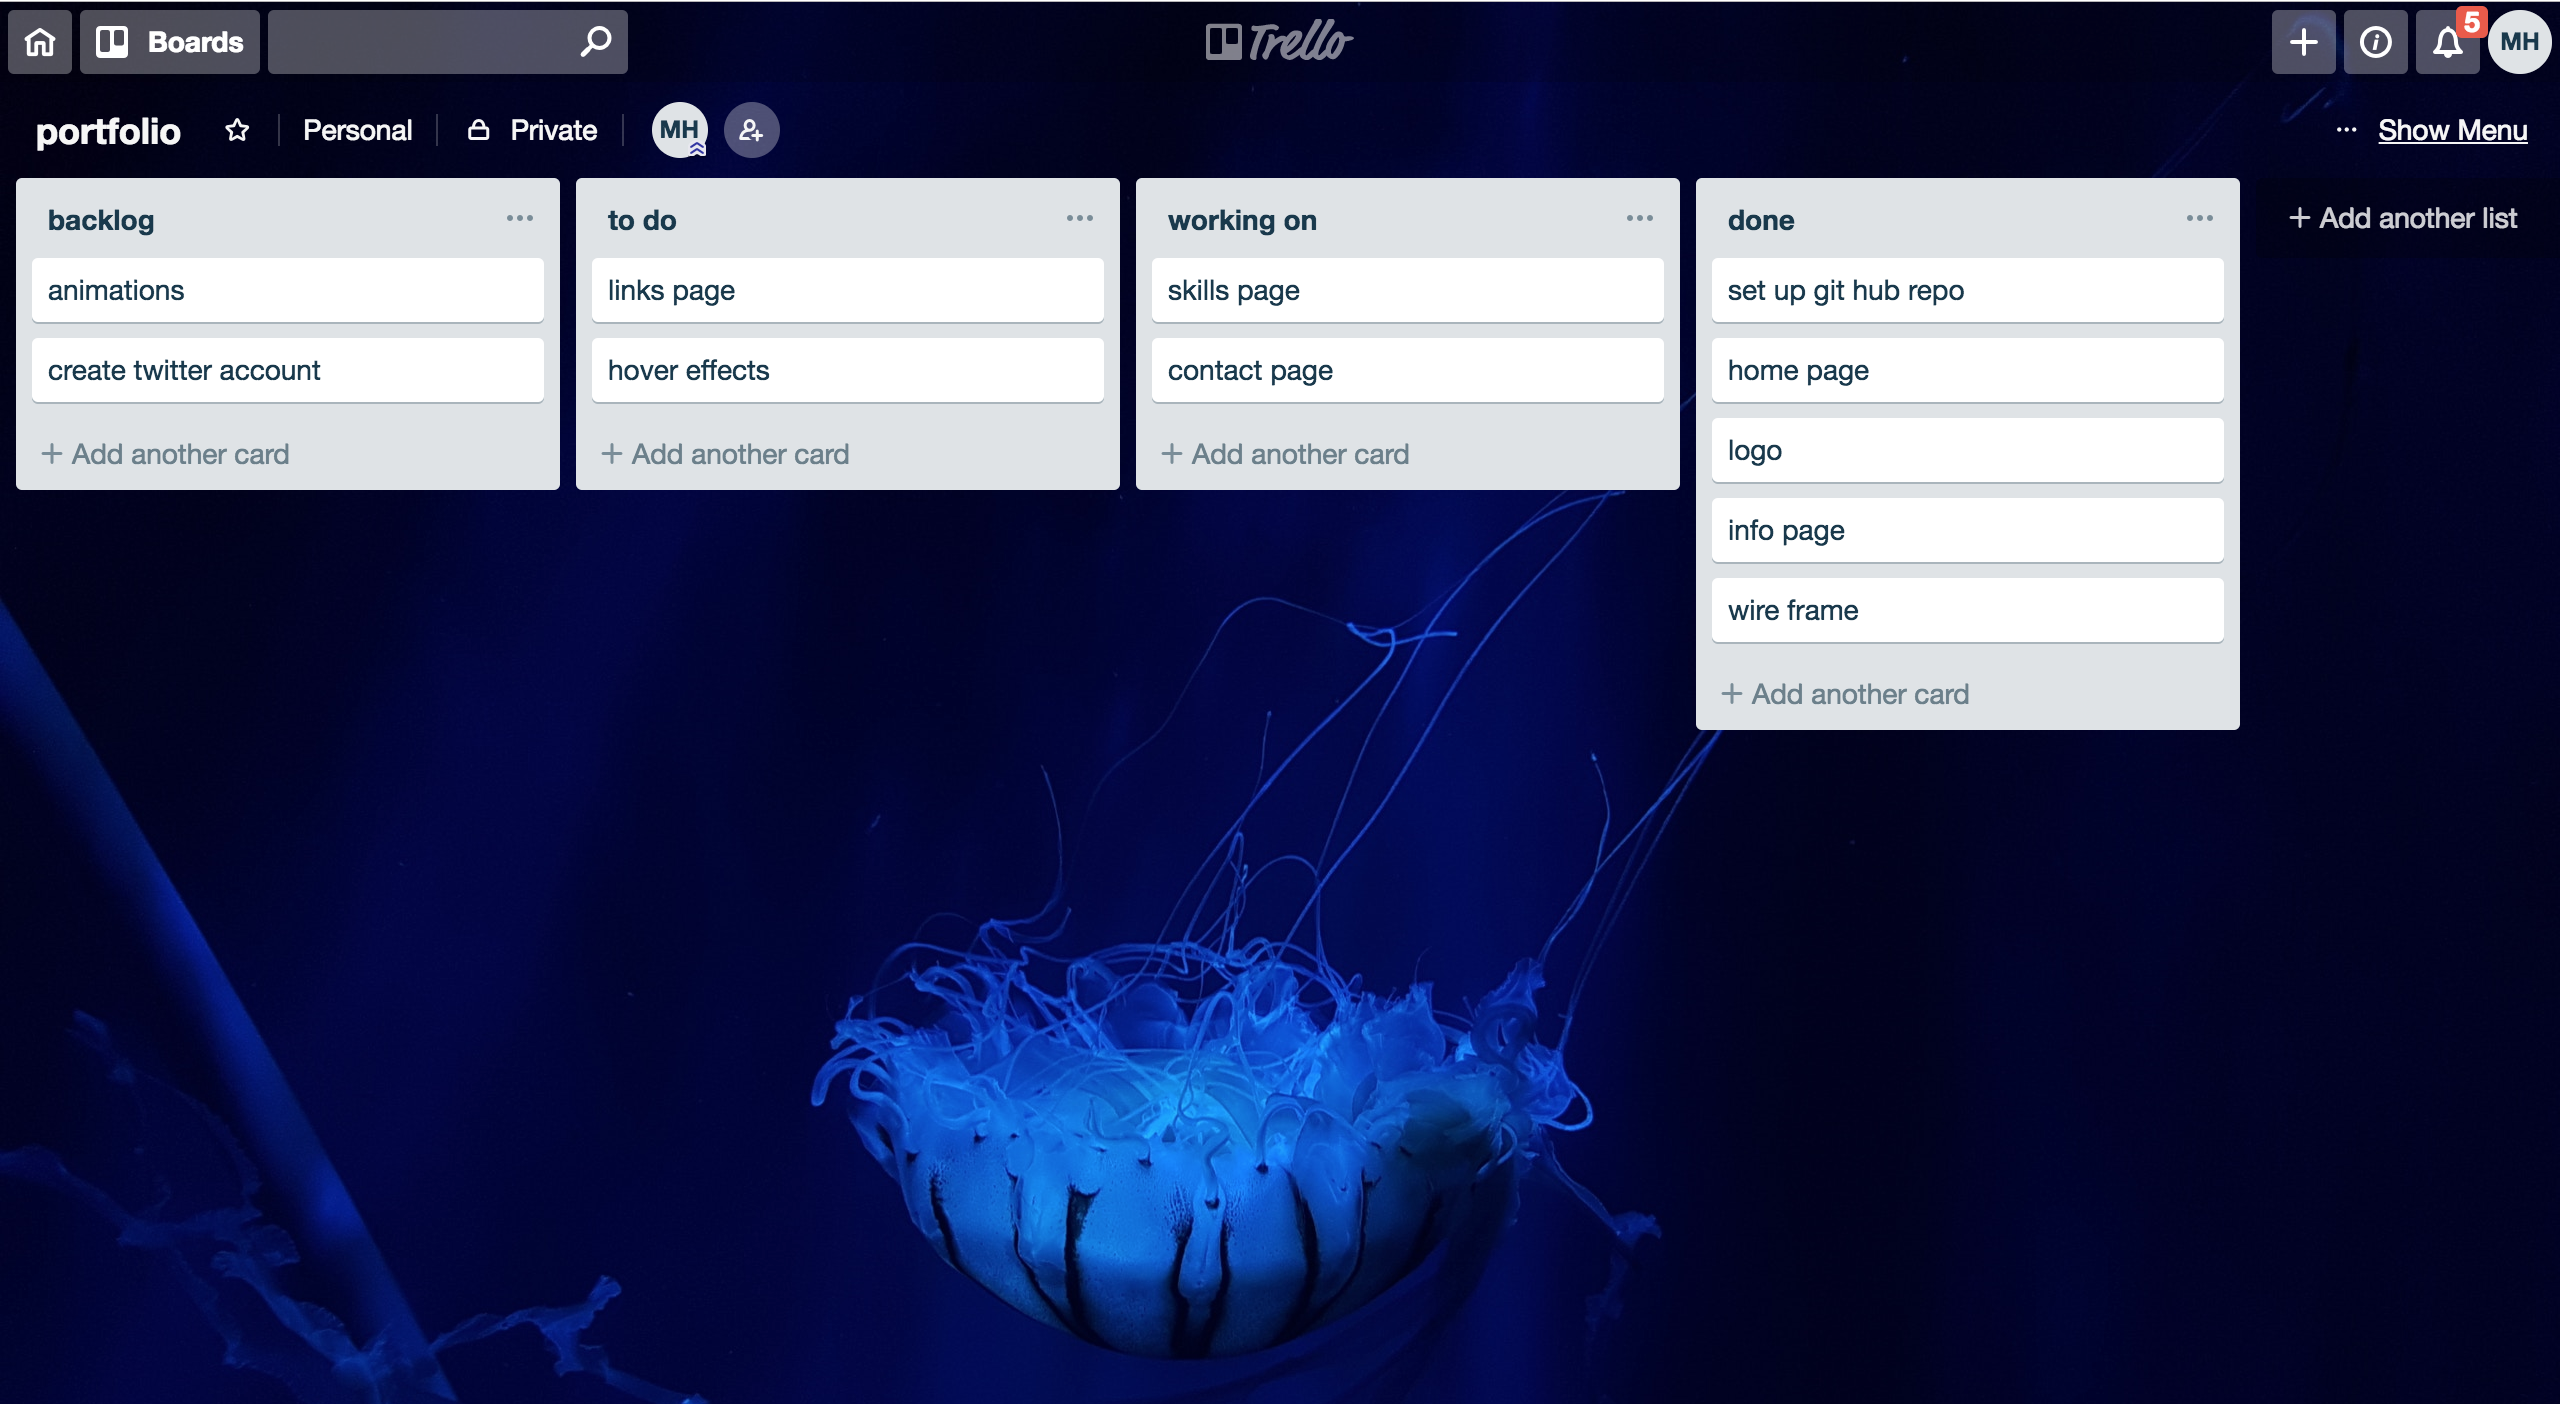 Boards
Trello
5
MH
portfolio
Personal
Private
MH
Show Menu
backlog
animations
create twitter account
+ Add another card
to do
links page
hover effects
+ Add another card
working on
skills page
contact page
+ Add another card
done
set up git hub repo
home page
logo
info page
wire frame
+ Add another card
+ Add another list